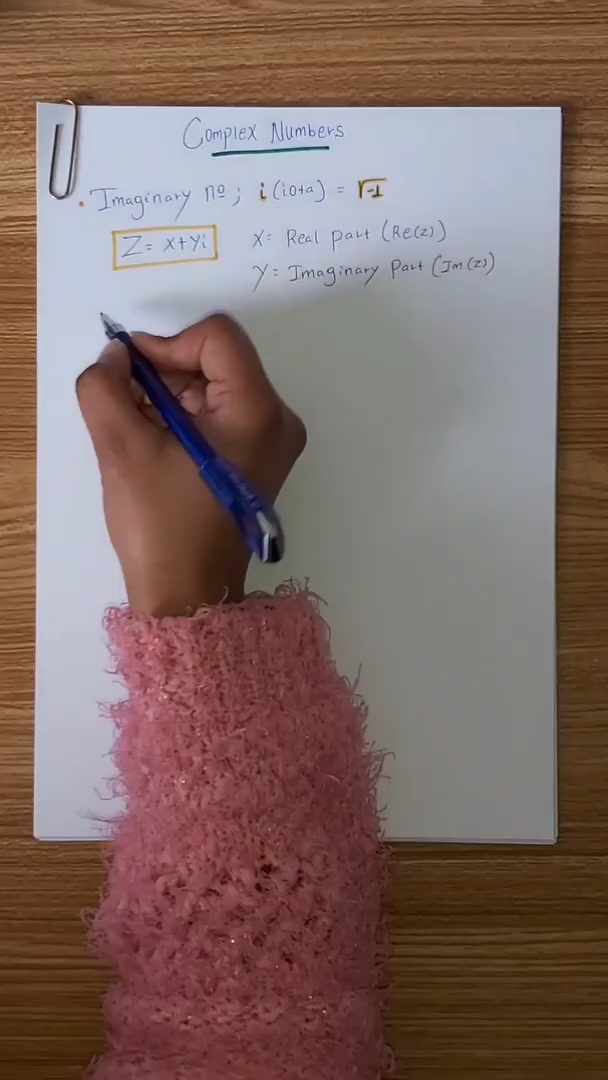 Complex Numbers
• Imaginary nº ; i (iota) = √-1
Z = x+yi
x = Real part (Re(z))
y = Imaginary part (Im(z))